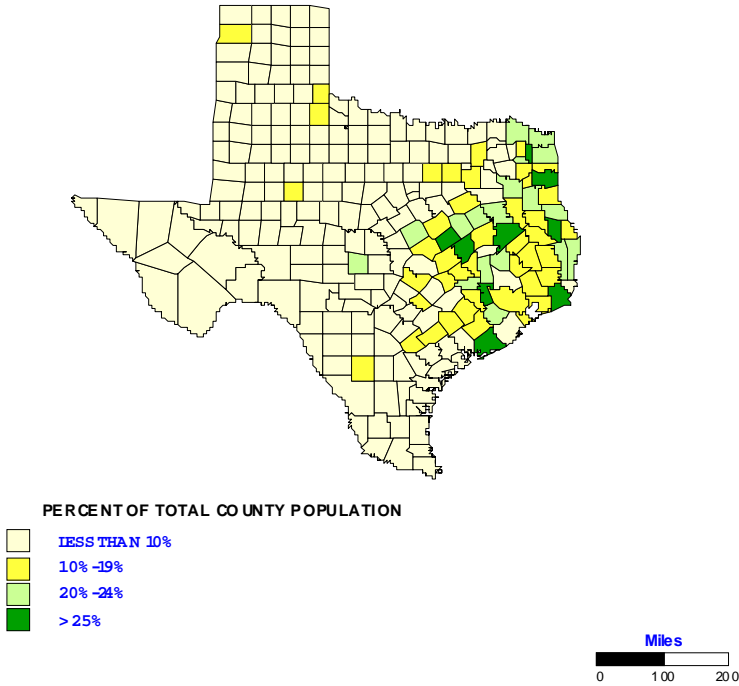 PERCENT OF TOTAL COUNTY POPULATION
LESS THAN 10%
10% -19%
20% -24%
> 25%
Miles
0 100 200